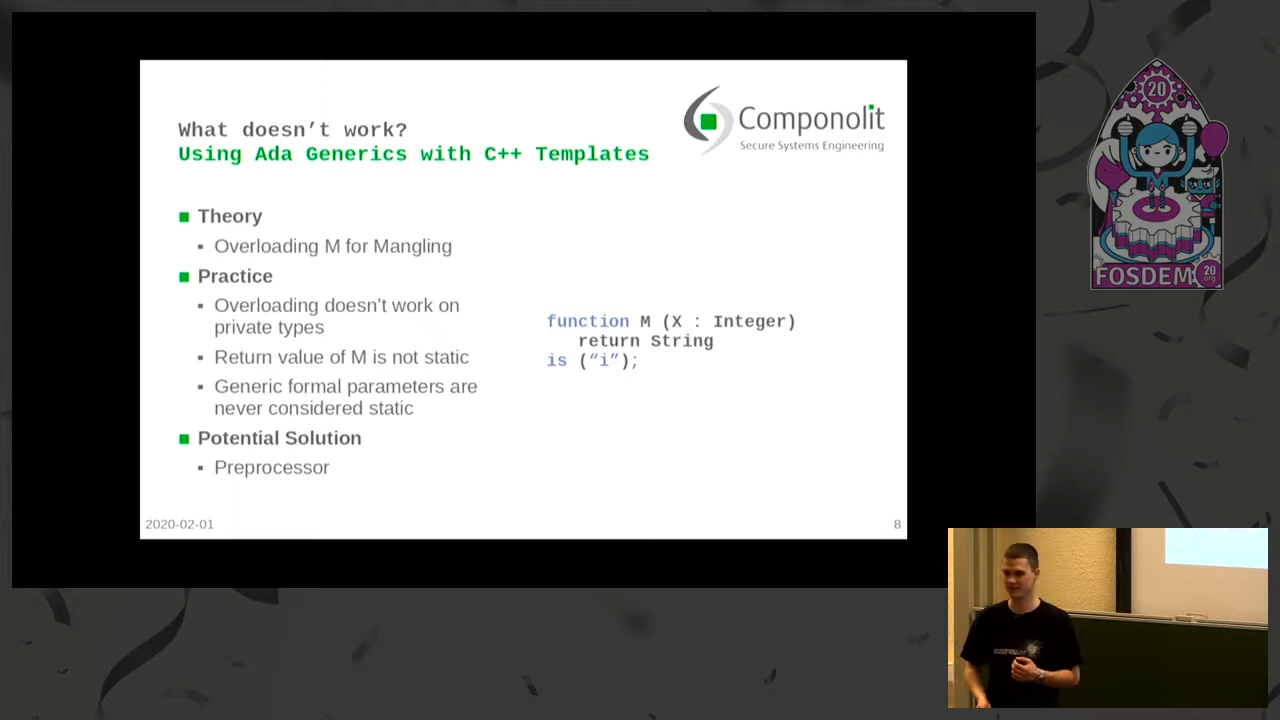 What doesn't work?
Using Ada Generics with C++ Templates
Componolit
Secure Systems Engineering
Theory
Overloading M for Mangling
Practice
Overloading doesn't work on
private types
Return value of M is not static
Generic formal parameters are
never considered static
Potential Solution
Preprocessor
function M (X : Integer)
return String
is (“i”);
2020-02-01
8
20
FOSDEM
20
.org